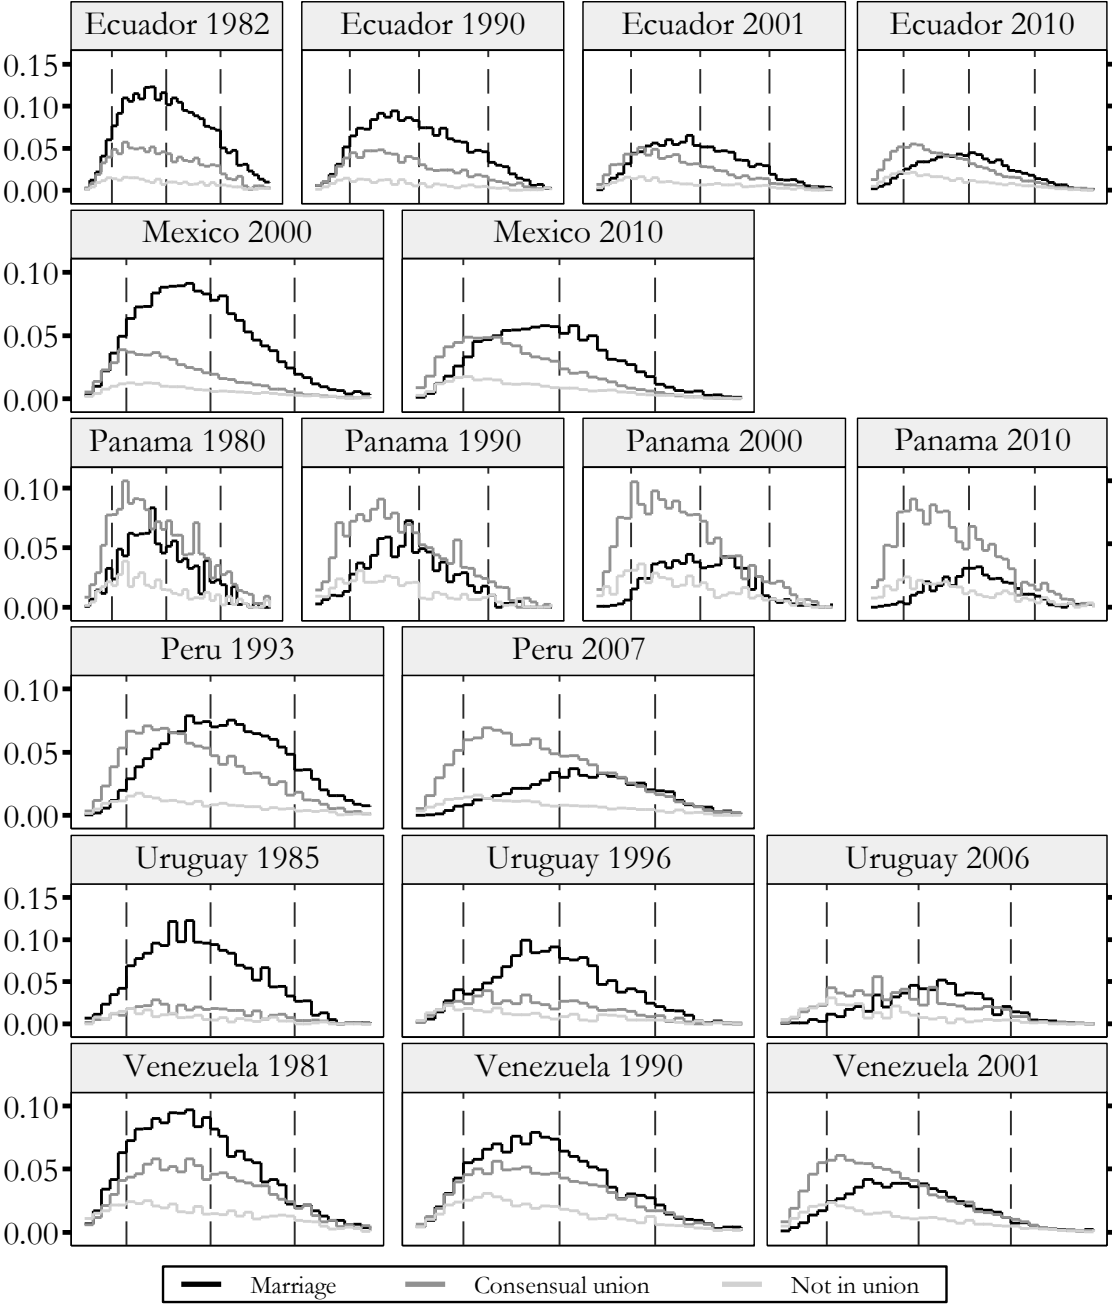 Ecuador 1982 Ecuador 1990 Ecuador 2001 Ecuador 2010
0.15
0.10
0.05
0.00
Mexico 2000 Mexico 2010
0.10
0.05
0.00
Panama 1980 Panama 1990 Panama 2000 Panama 2010
0.10
0.05
0.00
Peru 1993 Peru 2007
0.10
0.05
0.00
Uruguay 1985 Uruguay 1996 Uruguay 2006
0.15
0.10
0.05
0.00
Venezuela 1981 Venezuela 1990 Venezuela 2001
0.10
0.05
0.00
Marriage Consensual union Not in union